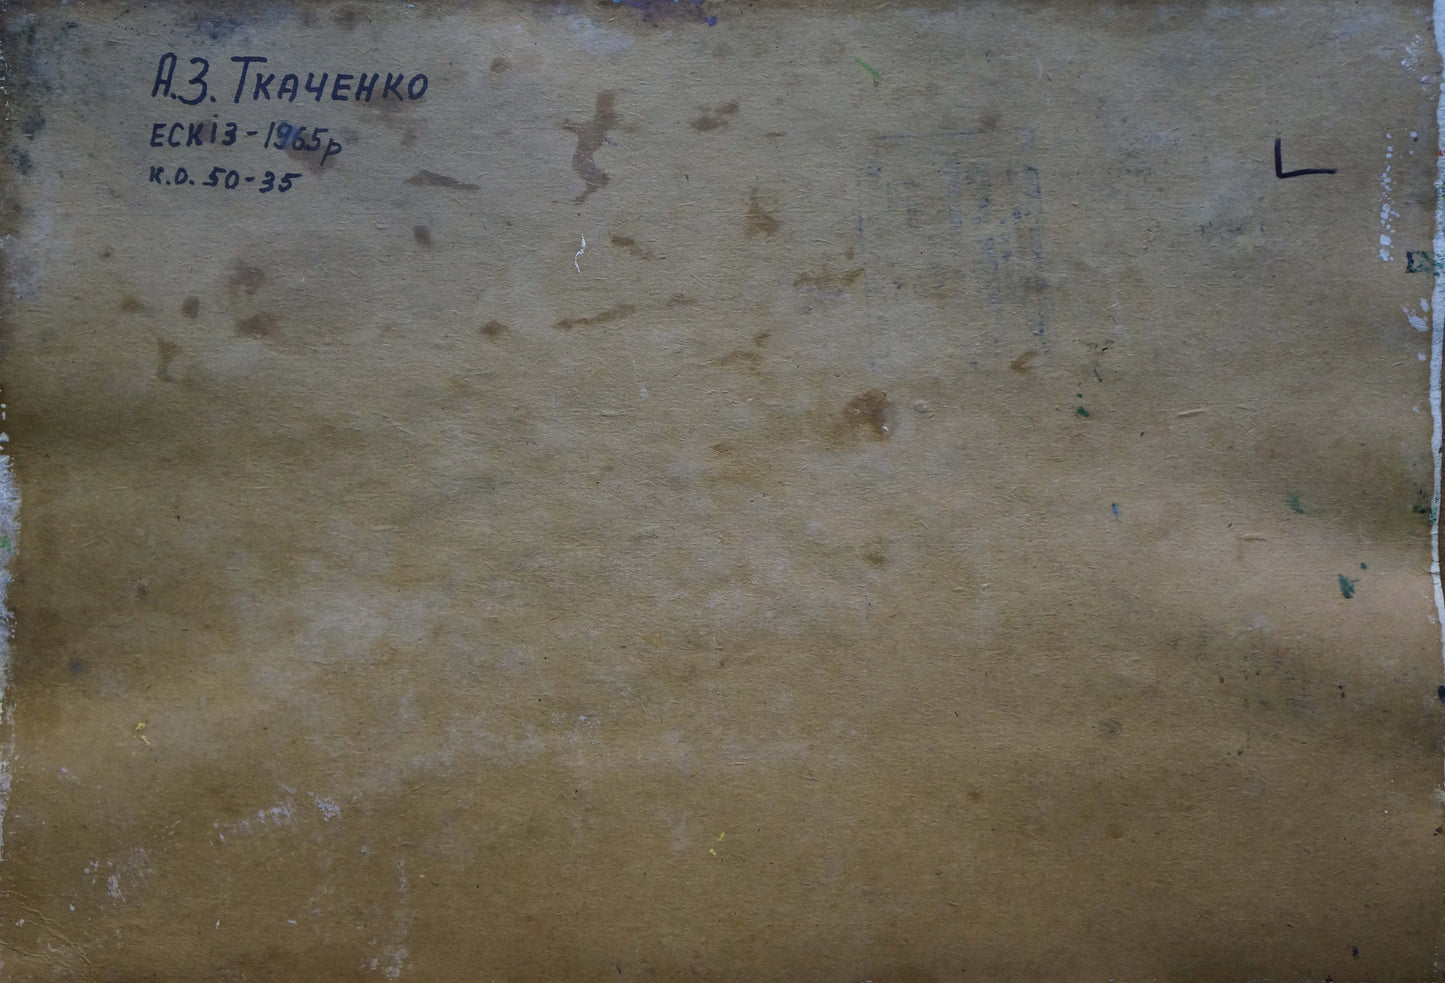 А.З. Ткаченко
ЕСКІЗ - 1965р
К.О. 50-35